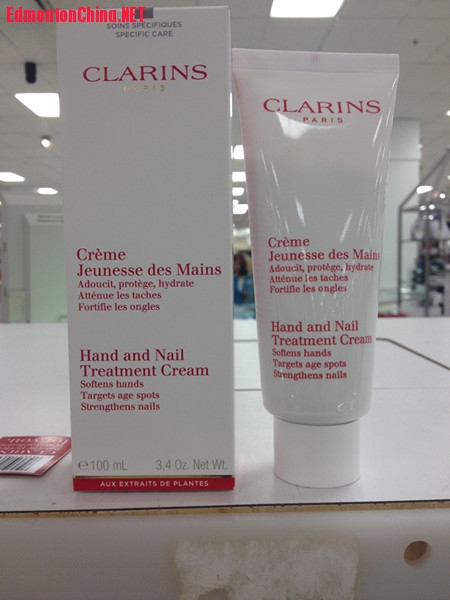 EdmontonChina.NET
SOINS SPÉCIFIQUES
SPECIFIC CARE
CLARINS
PARIS
Crème
Jeunesse des Mains
Adoucit, protège, hydrate
Atténue les taches
Fortifie les ongles
Hand and Nail
Treatment Cream
Softens hands
Targets age spots
Strengthens nails
e 100 mL 3.4 Oz. Net Wt.
AUX EXTRAITS DE PLANTES
CLARINS
PARIS
Crème
Jeunesse des Mains
Adoucit, protège, hydrate
Atténue les taches
Fortifie les ongles
Hand and Nail
Treatment Cream
Softens hands
Targets age spots
Strengthens nails